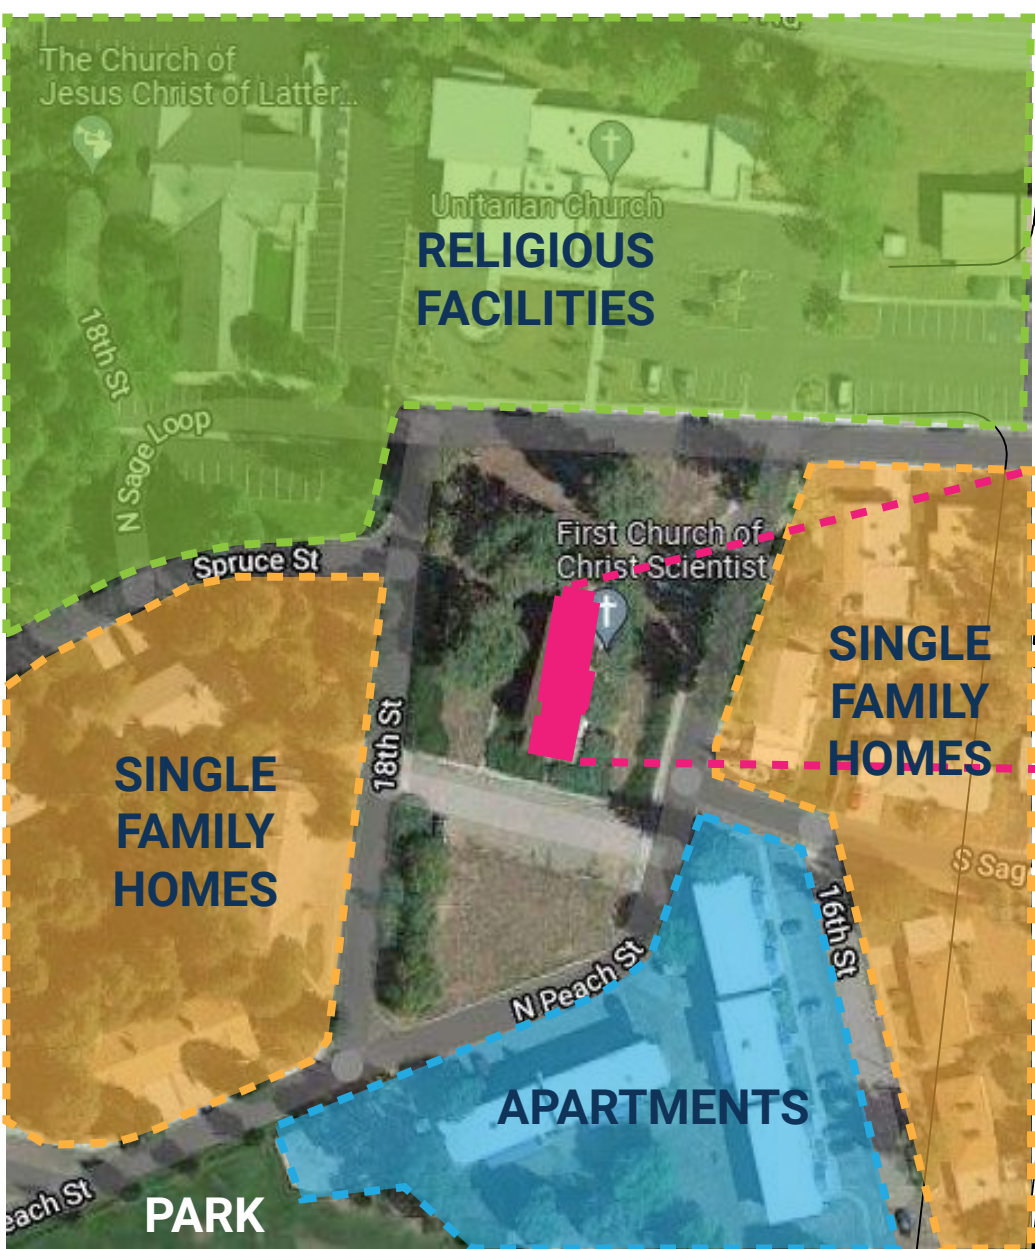 The Church of
Jesus Christ of Latter...
Unitarian Church
RELIGIOUS
FACILITIES
18th St
N Sage Loop
Spruce St
First Church of
Christ Scientist
SINGLE
FAMILY
HOMES
SINGLE
FAMILY
HOMES
18th St
S Sag
16th St
N Peach St
APARTMENTS
each St
PARK